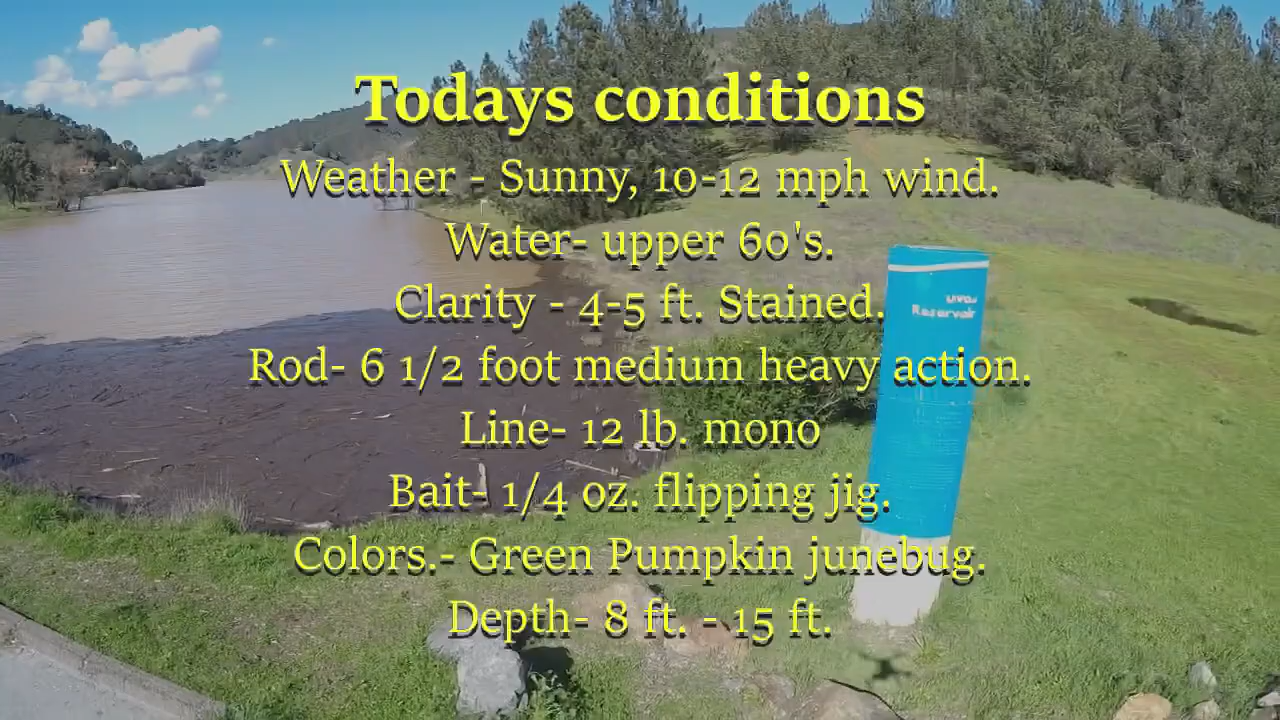 Todays conditions
Weather - Sunny, 10-12 mph wind.
Water- upper 60's.
Clarity - 4-5 ft. Stained.
Rod- 6 1/2 foot medium heavy action.
Line- 12 lb. mono
Bait- 1/4 oz. flipping jig.
Colors.- Green Pumpkin junebug.
Depth- 8 ft. - 15 ft.
Uvas
Reservoir